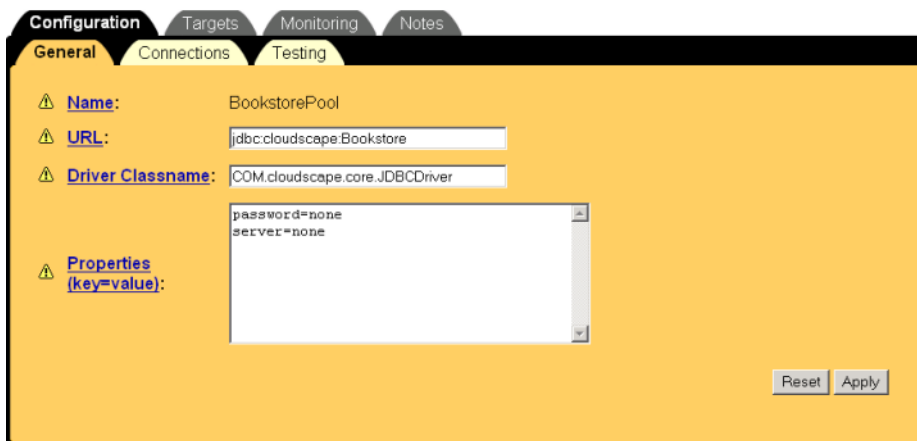 Configuration Targets Monitoring Notes
General Connections Testing
Name: BookstorePool
URL: jdbc:cloudscape:Bookstore
Driver Classname: COM.cloudscape.core.JDBCDriver
password=none
server=none
Properties
(key=value):
Reset Apply